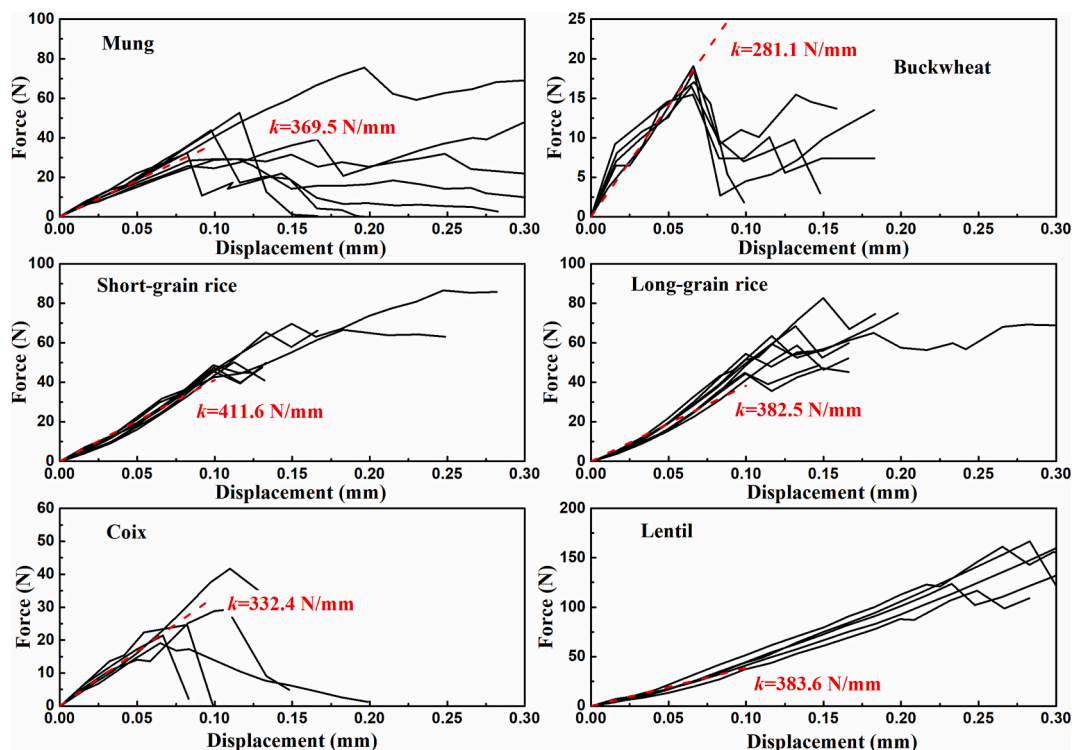 Mung
k=369.5 N/mm
Force (N)
100
80
60
40
20
0
0.00 0.05 0.10 0.15 0.20 0.25 0.30
Displacement (mm)
Buckwheat
k=281.1 N/mm
Force (N)
25
20
15
10
5
0
0.00 0.05 0.10 0.15 0.20 0.25 0.30
Displacement (mm)
Short-grain rice
k=411.6 N/mm
Force (N)
100
80
60
40
20
0
0.00 0.05 0.10 0.15 0.20 0.25 0.30
Displacement (mm)
Long-grain rice
k=382.5 N/mm
Force (N)
100
80
60
40
20
0
0.00 0.05 0.10 0.15 0.20 0.25 0.30
Displacement (mm)
Coix
k=332.4 N/mm
Force (N)
60
50
40
30
20
10
0
0.00 0.05 0.10 0.15 0.20 0.25 0.30
Displacement (mm)
Lentil
k=383.6 N/mm
Force (N)
200
150
100
50
0
0.00 0.05 0.10 0.15 0.20 0.25 0.30
Displacement (mm)